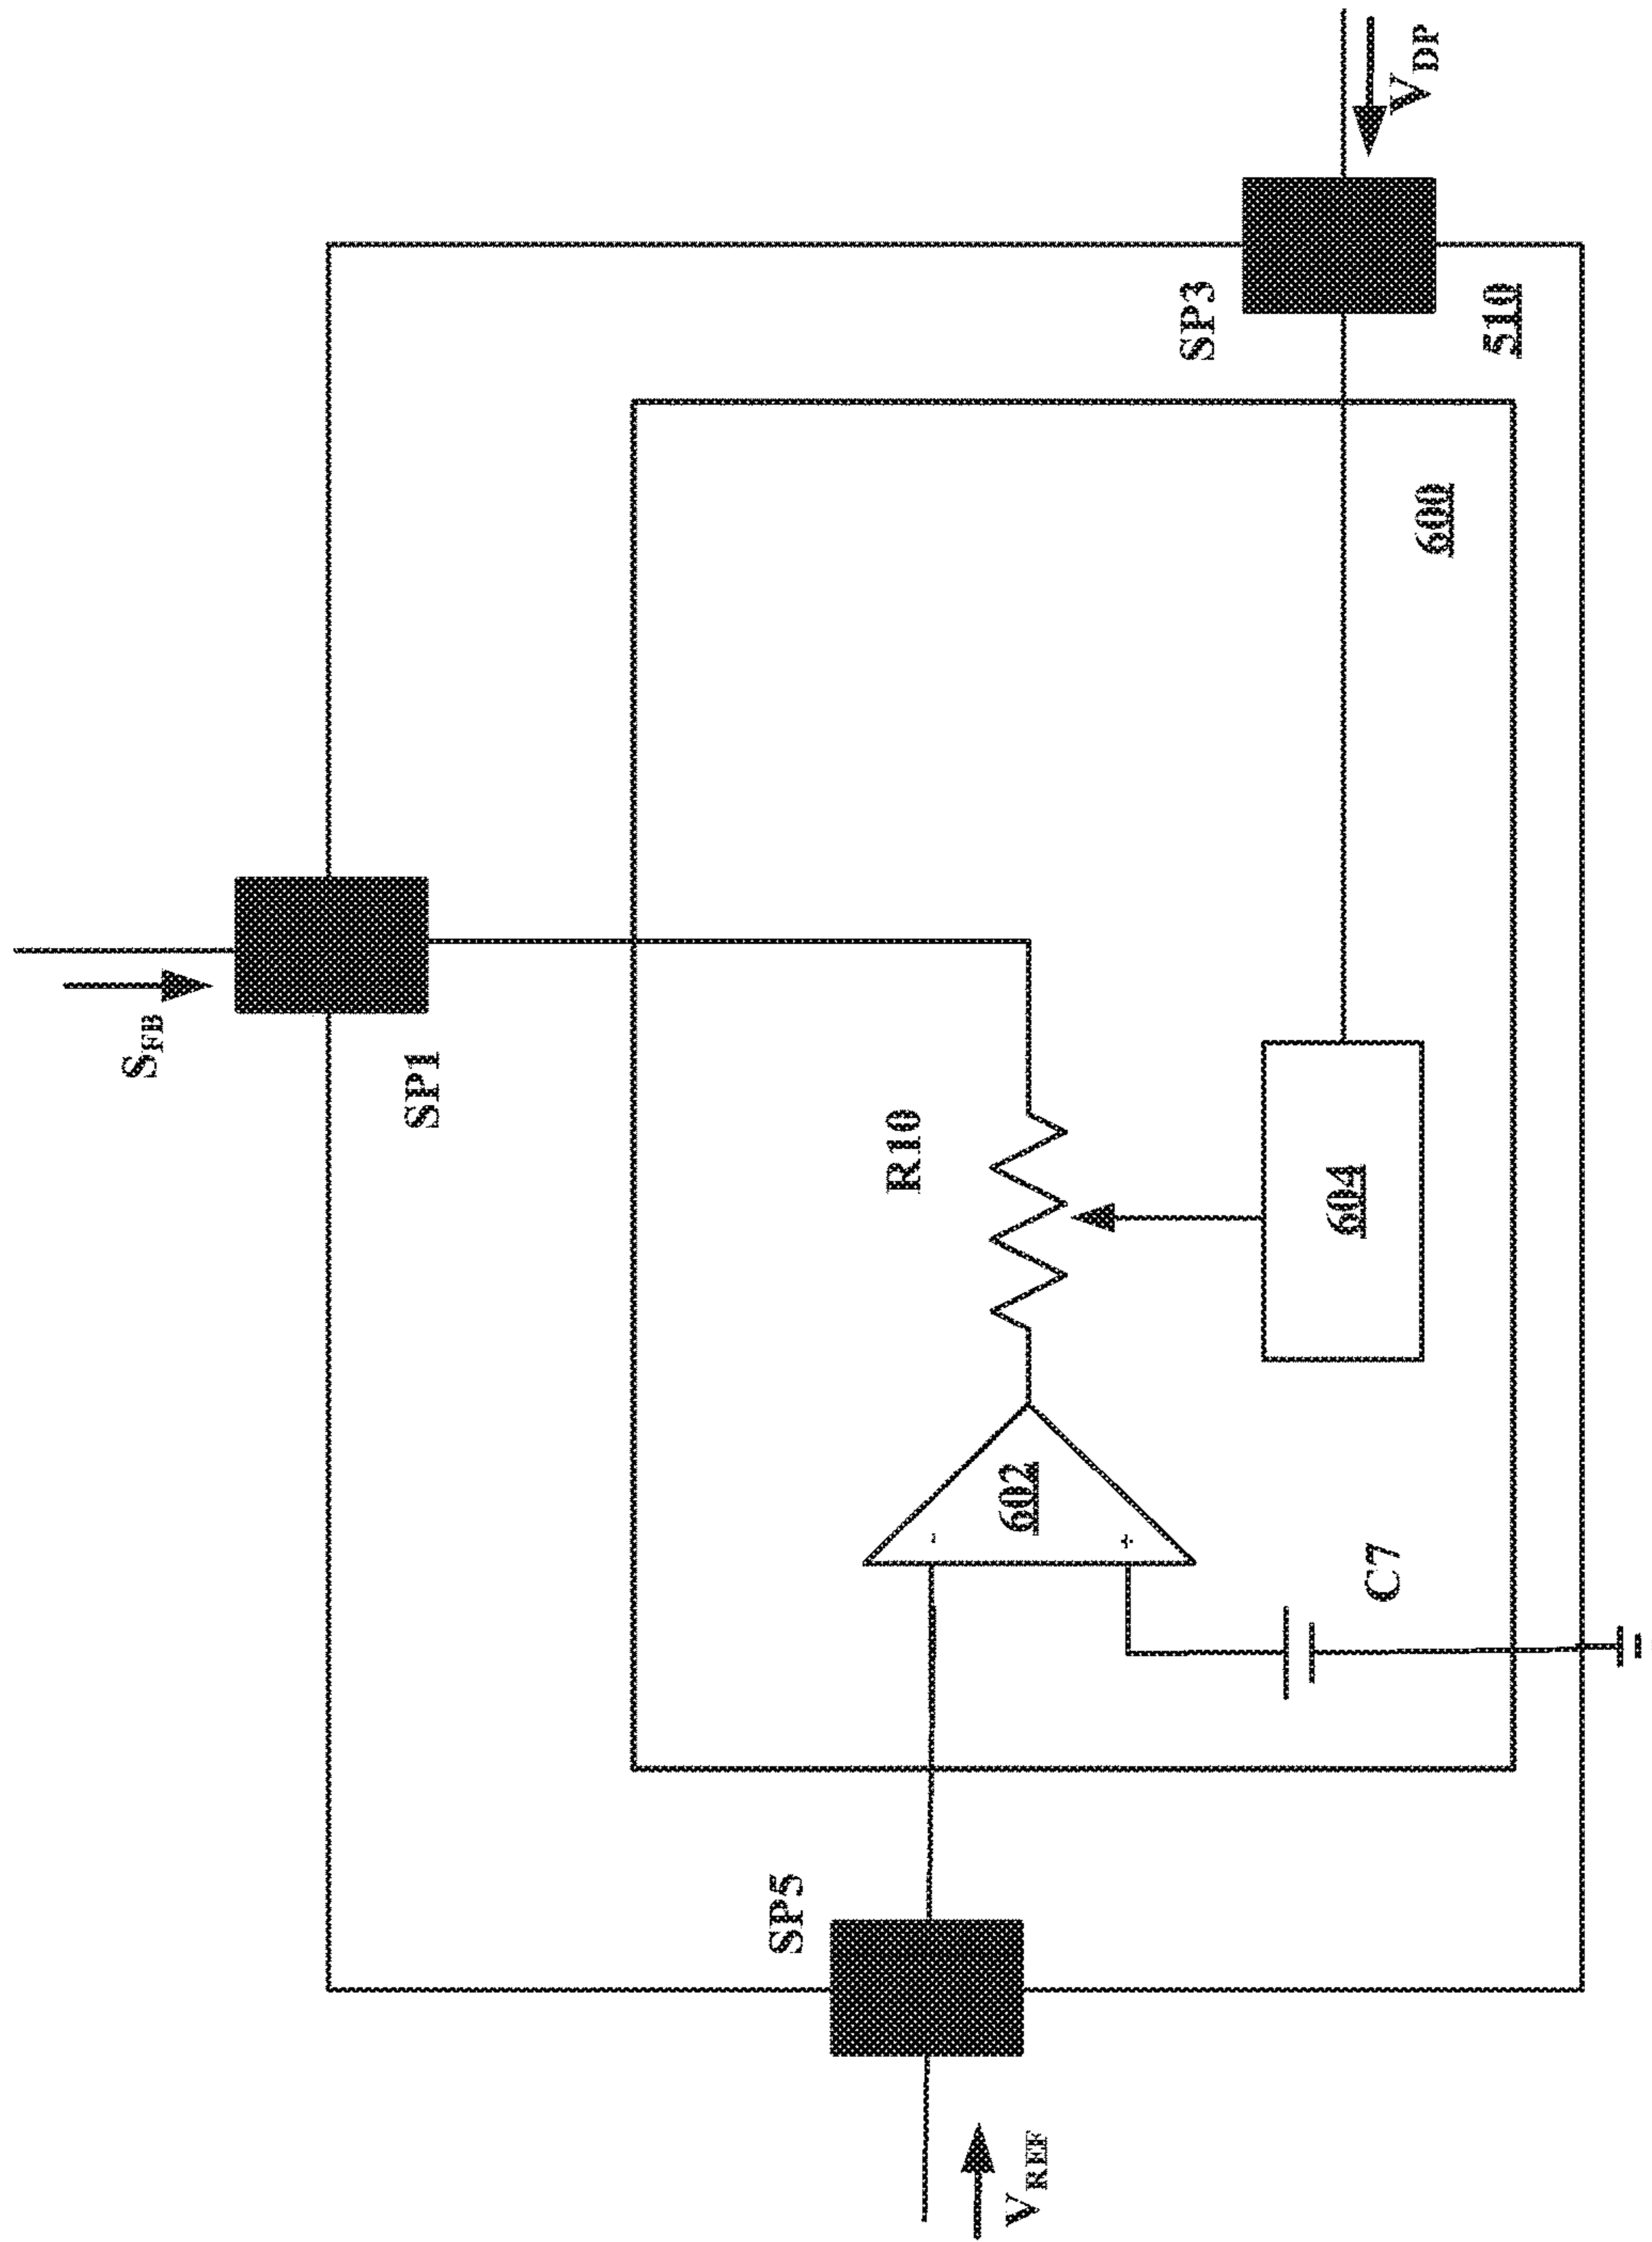 S_FB
SP1
V_REF
SP5
-
602
+
C7
R10
604
600
SP3
510
V_DP